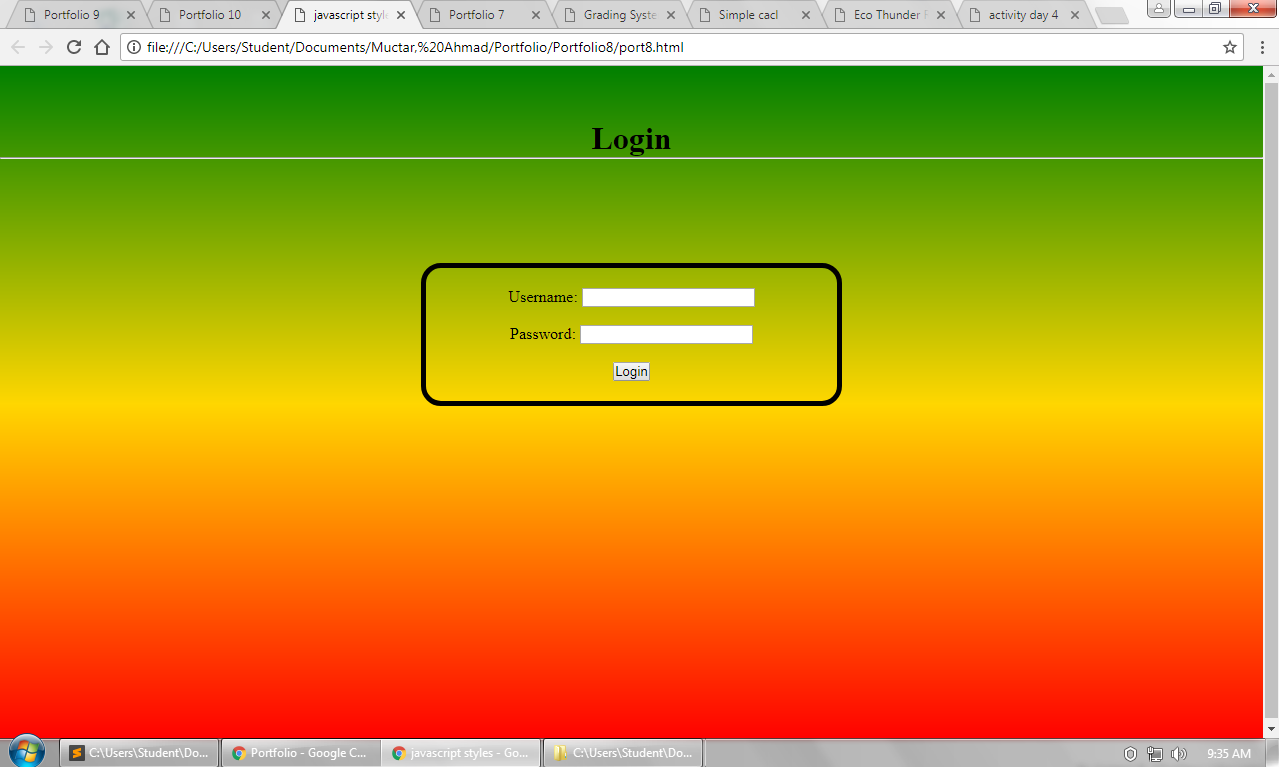 Portfolio 9
Portfolio 10
javascript styl
Portfolio 7
Grading Syste
Simple cacl
Eco Thunder
activity day 4
file:///C:/Users/Student/Documents/Muctar,%20Ahmad/Portfolio/Portfolio8/port8.html
Login
Username:
Password:
Login
C:\Users\Student\Do...
Portfolio - Google C...
javascript styles - Go...
C:\Users\Student\Do...
9:35 AM